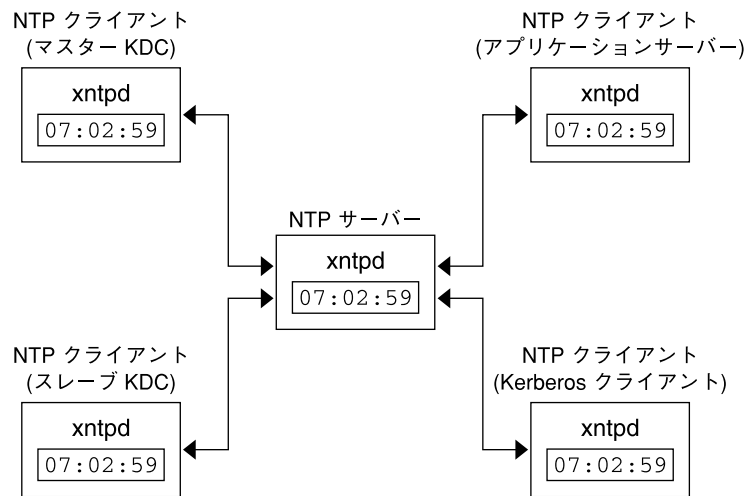 NTP クライアント
(マスター KDC)
xntpd
07:02:59
NTP クライアント
(アプリケーションサーバー)
xntpd
07:02:59
NTP サーバー
xntpd
07:02:59
NTP クライアント
(スレーブ KDC)
xntpd
07:02:59
NTP クライアント
(Kerberos クライアント)
xntpd
07:02:59